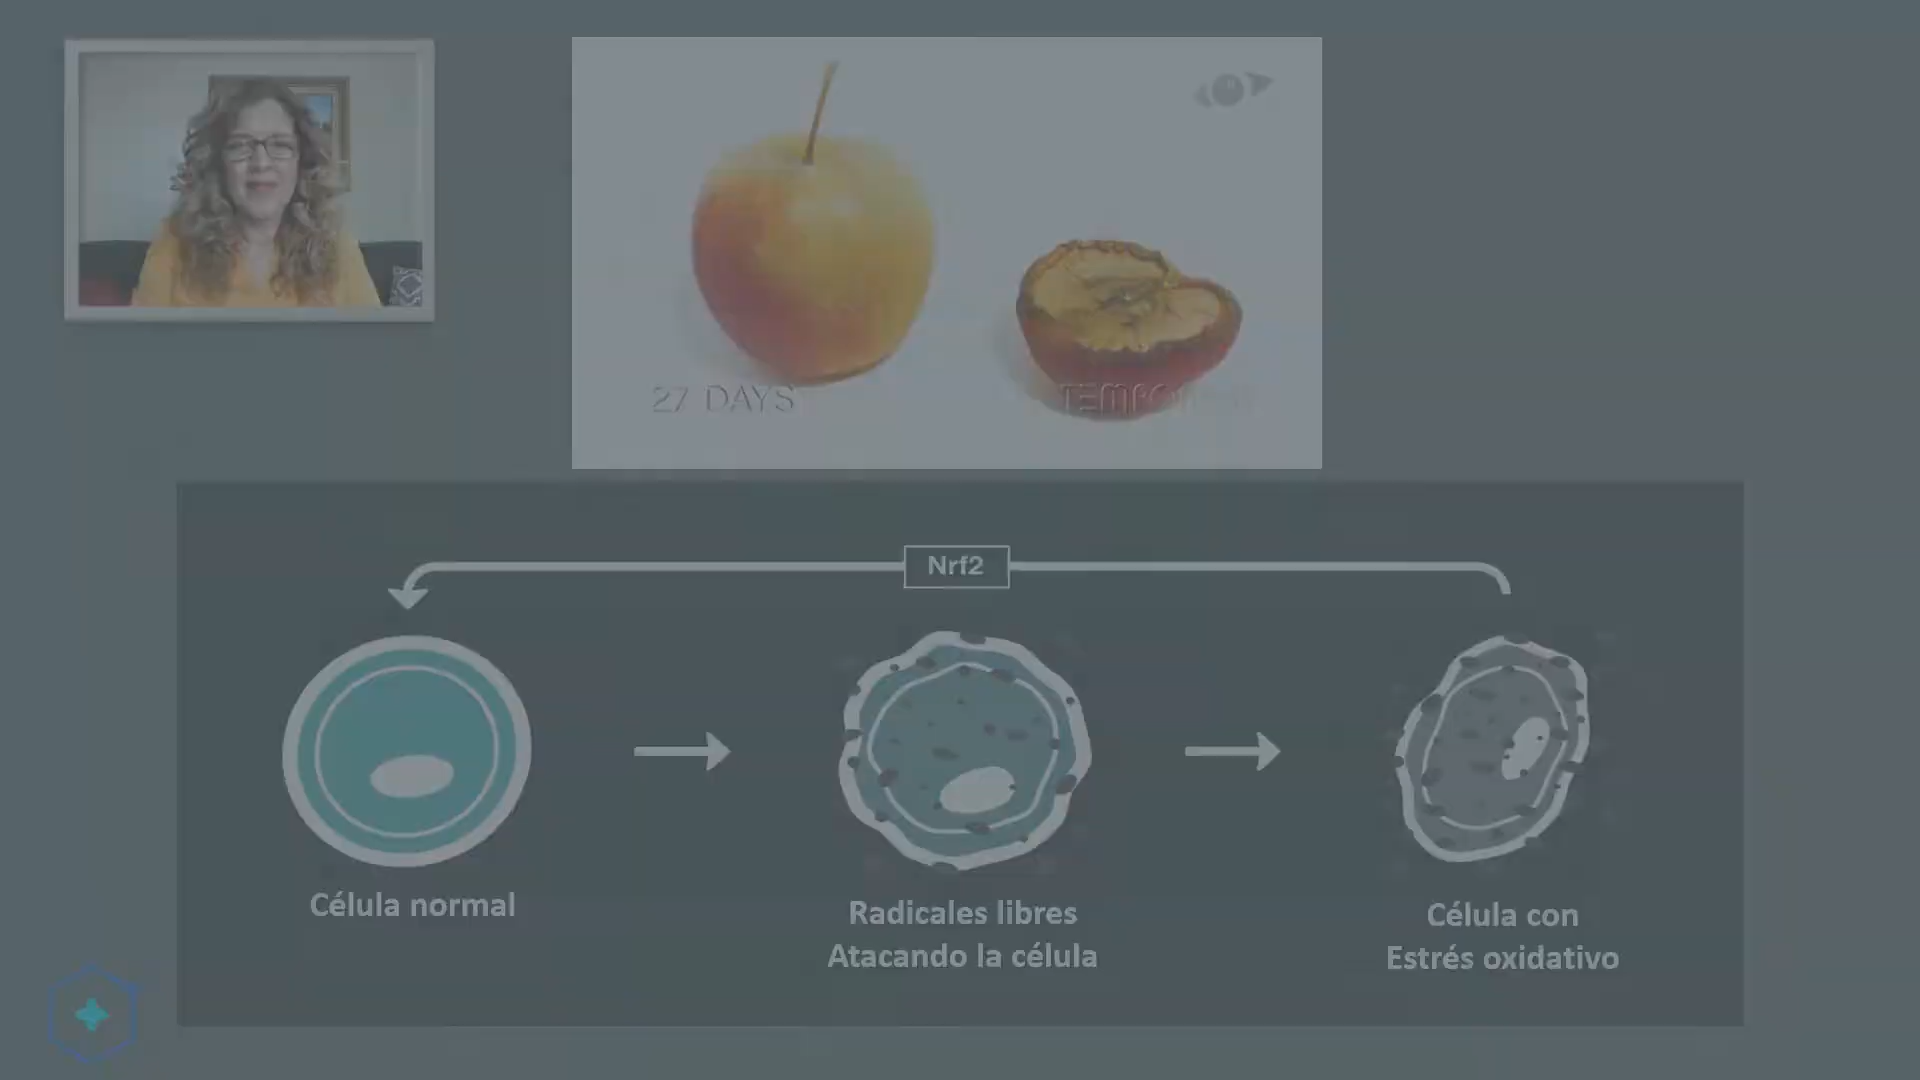 27 DAYS
Nrf2
Célula normal
Radicales libres
Atacando la célula
Célula con
Estrés oxidativo